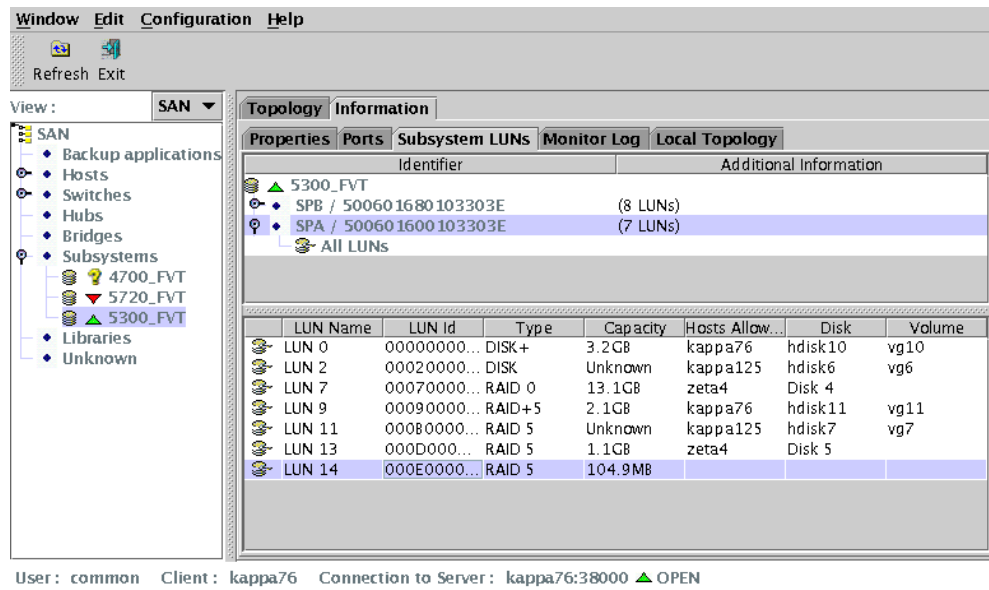 Window Edit Configuration Help
Refresh Exit
View : SAN
SAN
Backup applications
Hosts
Switches
Hubs
Bridges
Subsystems
4700_FVT
5720_FVT
5300_FVT
Libraries
Unknown
Topology Information
Properties Ports Subsystem LUNs Monitor Log Local Topology
Identifier Additional Information
5300_FVT
SPB / 500601680103303E (8 LUNs)
SPA / 500601600103303E (7 LUNs)
All LUNs
LUN Name LUN Id Type Capacity Hosts Allow... Disk Volume
LUN 0 00000000... DISK+ 3.2GB kappa76 hdisk10 vg10
LUN 2 00020000... DISK Unknown kappa125 hdisk6 vg6
LUN 7 00070000... RAID 0 13.1GB zeta4 Disk 4
LUN 9 00090000... RAID+5 2.1GB kappa76 hdisk11 vg11
LUN 11 000B0000... RAID 5 Unknown kappa125 hdisk7 vg7
LUN 13 000D000... RAID 5 1.1GB zeta4 Disk 5
LUN 14 000E0000... RAID 5 104.9MB
User : common Client : kappa76 Connection to Server : kappa76:38000 OPEN